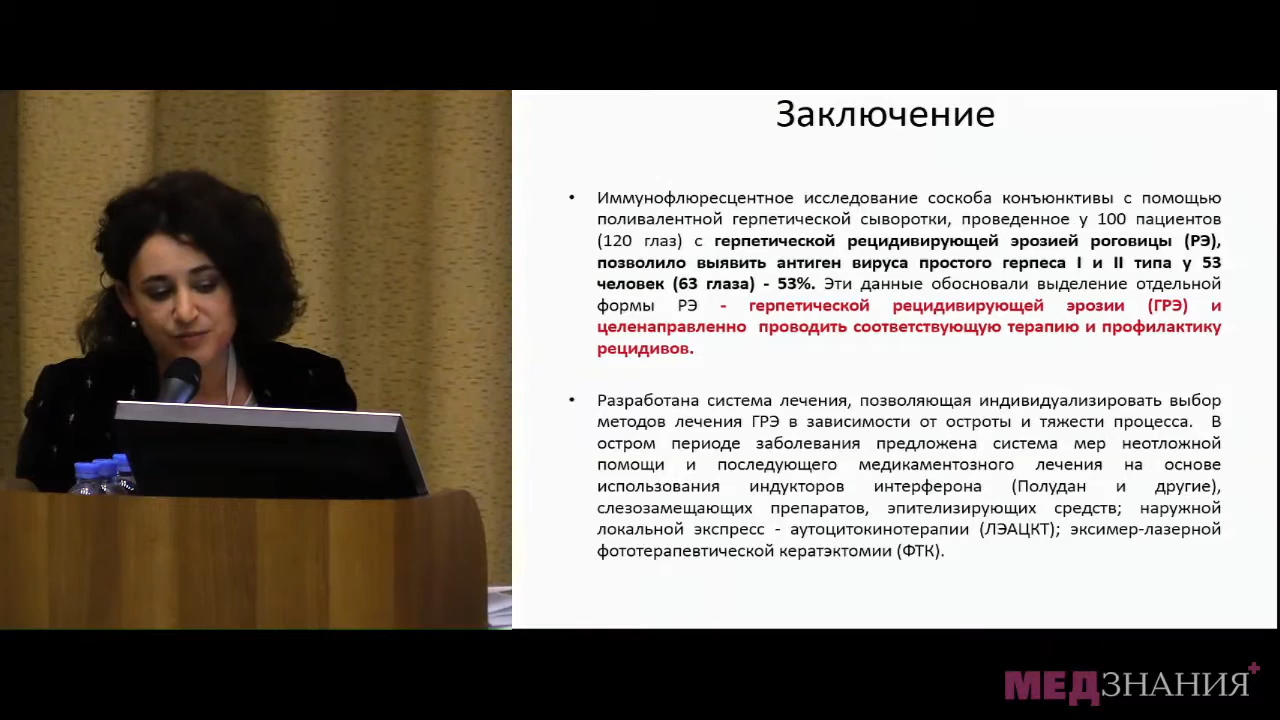 Заключение
• Иммунофлюресцентное исследование соскоба конъюнктивы с помощью
поливалентной герпетической сыворотки, проведенное у 100 пациентов
(120 глаз) с герпетической рецидивирующей эрозией роговицы (РЭ),
позволило выявить антиген вируса простого герпеса I и II типа у 53
человек (63 глаза) - 53%. Эти данные обосновали выделение отдельной
формы РЭ - герпетической рецидивирующей эрозии (ГРЭ) и
целенаправленно проводить соответствующую терапию и профилактику
рецидивов.
• Разработана система лечения, позволяющая индивидуализировать выбор
методов лечения ГРЭ в зависимости от остроты и тяжести процесса. В
остром периоде заболевания предложена система мер неотложной
помощи и последующего медикаментозного лечения на основе
использования индукторов интерферона (Полудан и другие),
слезозамещающих препаратов, эпителизирующих средств; наружной
локальной экспресс - аутоцитокинотерапии (ЛЭАЦКТ); эксимер-лазерной
фототерапевтической кератэктомии (ФТК).
МЕДЗНАНИЯ+